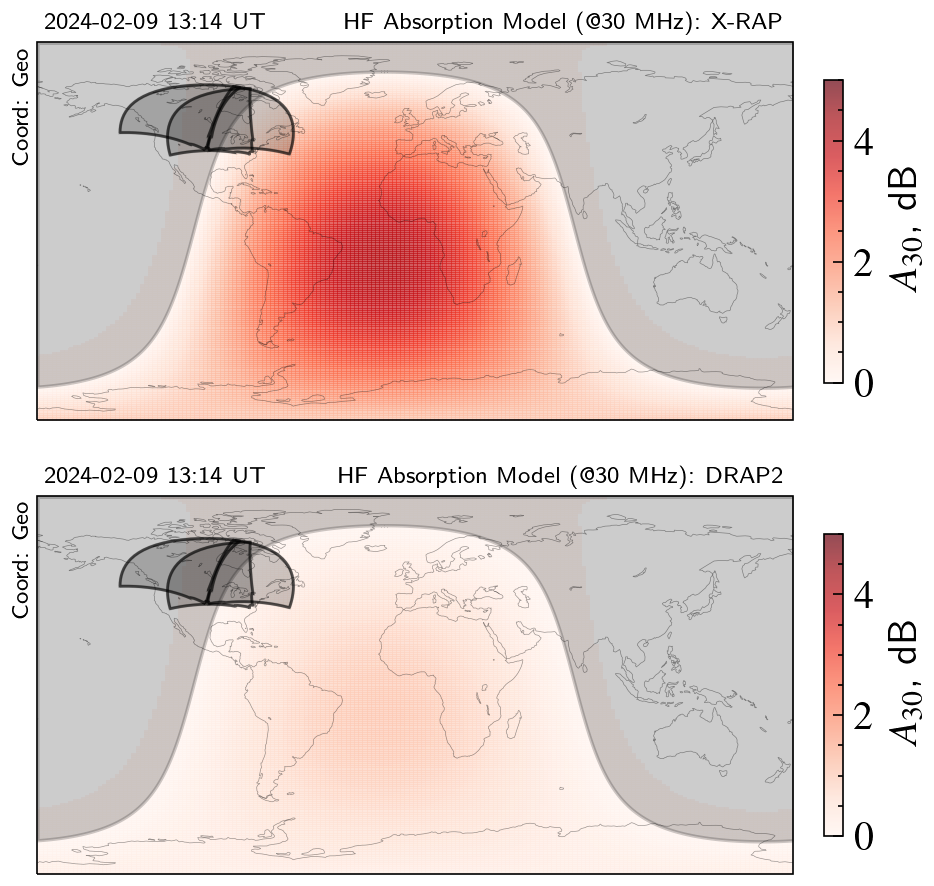 2024-02-09 13:14 UT
HF Absorption Model (@30 MHz): X-RAP
Coord: Geo
4
2
0
A30, dB
2024-02-09 13:14 UT
HF Absorption Model (@30 MHz): DRAP2
Coord: Geo
4
2
0
A30, dB